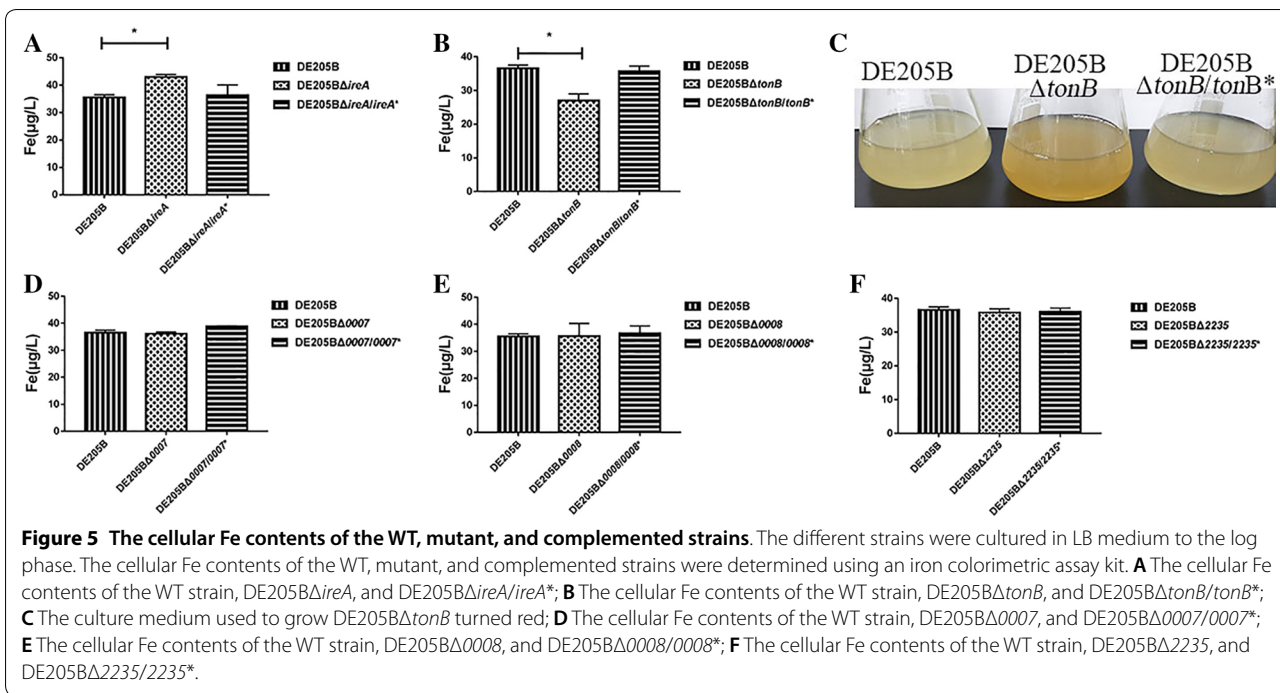 A
*
Fe(µg/L)
50
40
30
20
10
0
DE205B
DE205BΔireA
DE205BΔireA/ireA*
DE205B
DE205BΔireA
DE205BΔireA/ireA*
B
*
Fe(µg/L)
40
30
20
10
0
DE205B
DE205BΔtonB
DE205BΔtonB/tonB*
DE205B
DE205BΔtonB
DE205BΔtonB/tonB*
C
DE205B
DE205B
ΔtonB
DE205B
ΔtonB/tonB*
D
Fe(µg/L)
50
40
30
20
10
0
DE205B
DE205BΔ0007
DE205BΔ0007/0007*
DE205B
DE205BΔ0007
DE205BΔ0007/0007*
E
Fe(µg/L)
50
40
30
20
10
0
DE205B
DE205BΔ0008
DE205BΔ0008/0008*
DE205B
DE205BΔ0008
DE205BΔ0008/0008*
F
Fe(µg/L)
40
30
20
10
0
DE205B
DE205BΔ2235
DE205BΔ2235/2235*
DE205B
DE205BΔ2235
DE205BΔ2235/2235*
Figure 5 The cellular Fe contents of the WT, mutant, and complemented strains. The different strains were cultured in LB medium to the log
phase. The cellular Fe contents of the WT, mutant, and complemented strains were determined using an iron colorimetric assay kit. A The cellular Fe
contents of the WT strain, DE205BΔireA, and DE205BΔireA/ireA*; B The cellular Fe contents of the WT strain, DE205BΔtonB, and DE205BΔtonB/tonB*;
C The culture medium used to grow DE205BΔtonB turned red; D The cellular Fe contents of the WT strain, DE205BΔ0007, and DE205BΔ0007/0007*;
E The cellular Fe contents of the WT strain, DE205BΔ0008, and DE205BΔ0008/0008*; F The cellular Fe contents of the WT strain, DE205BΔ2235, and
DE205BΔ2235/2235*.